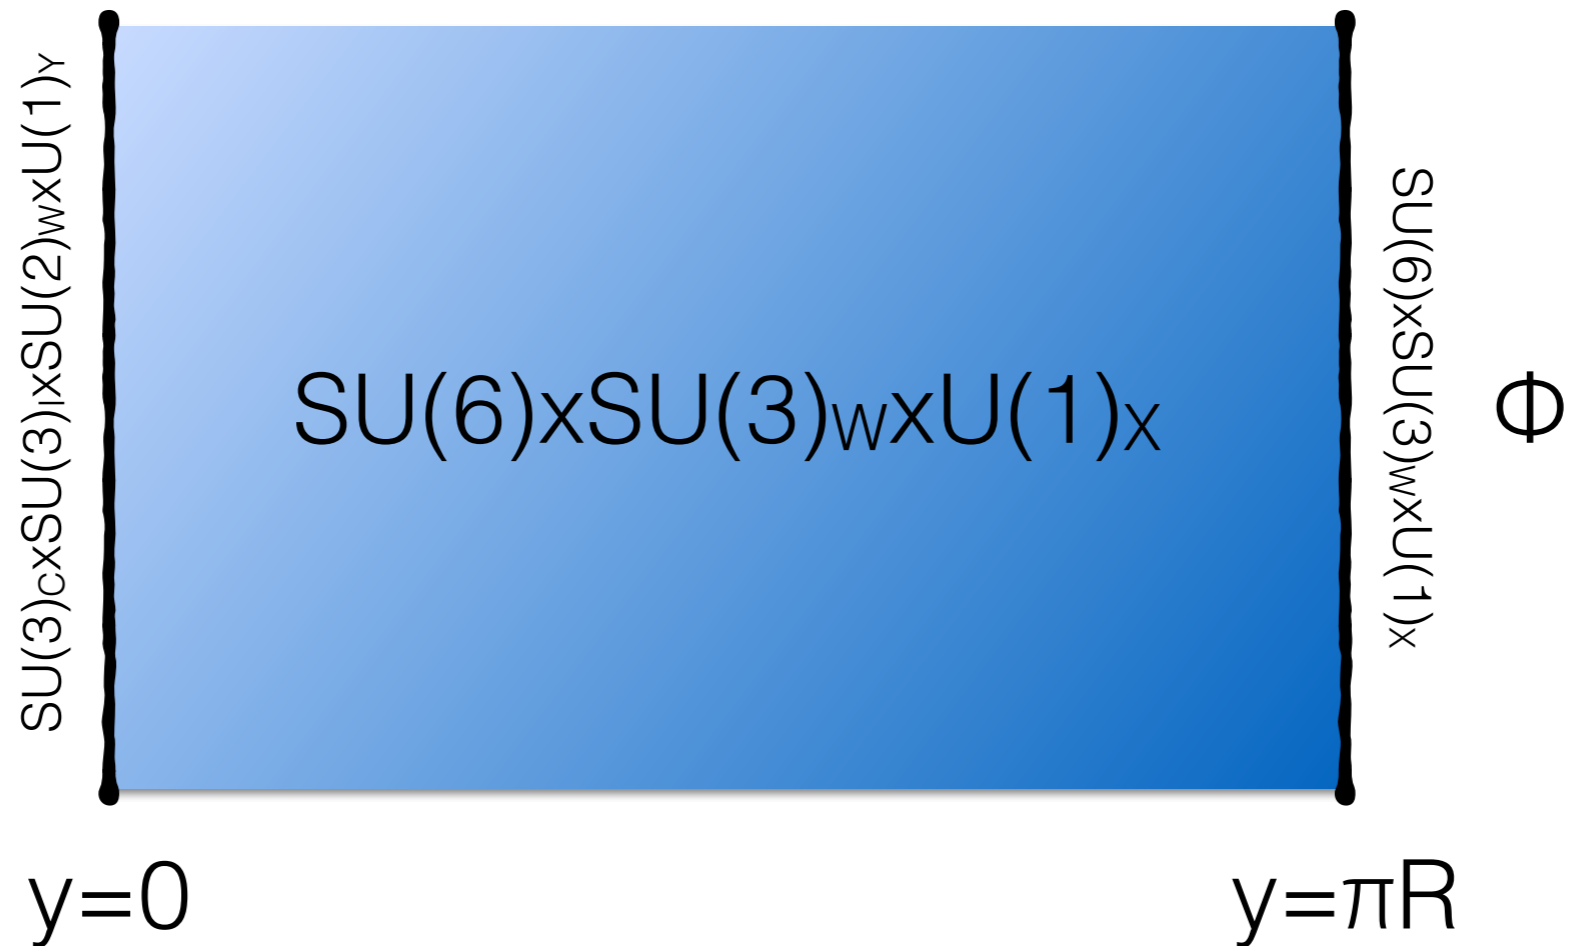 SU(3)CxSU(3)IxSU(2)WxU(1)Y
SU(6)xSU(3)WxU(1)X
SU(6)xSU(3)WxU(1)X
Φ
y=0
y=πR